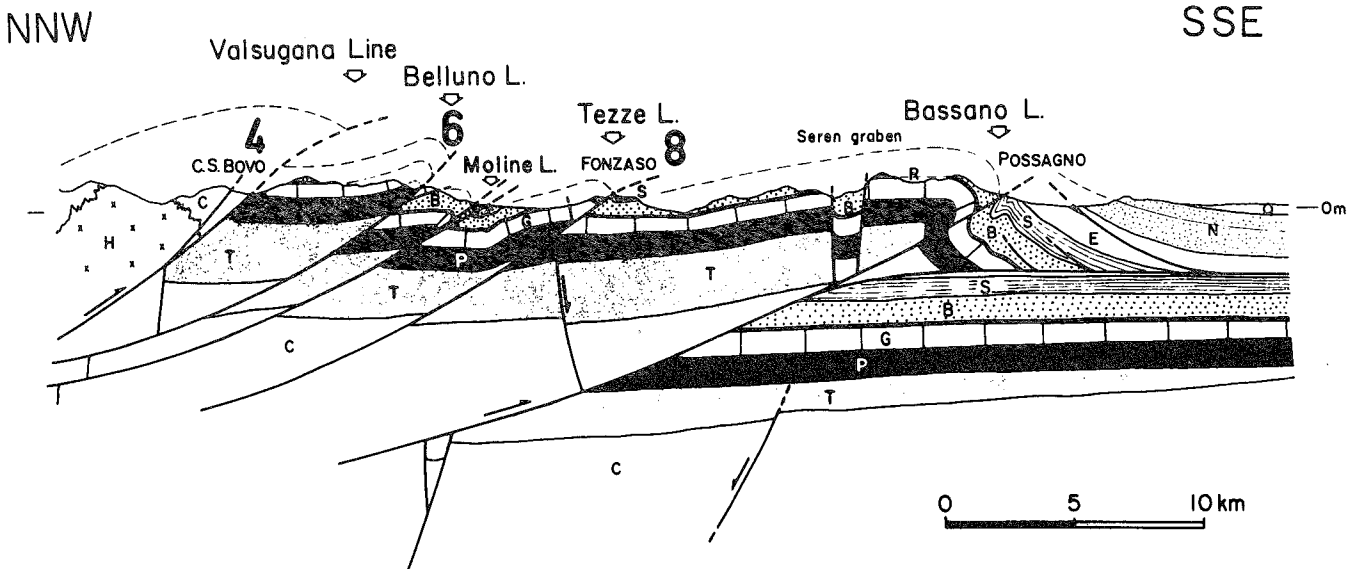 NNW
SSE
Valsugana Line
Belluno L.
Tezze L.
Bassano L.
4
6
8
Seren graben
C.S. BOVO
Moline L.
FONZASO
POSSAGNO
S
R
C
B
G
B
B
S
E
N
Q
0m
H
T
P
T
T
S
B
G
P
T
C
C
0 5 10 km